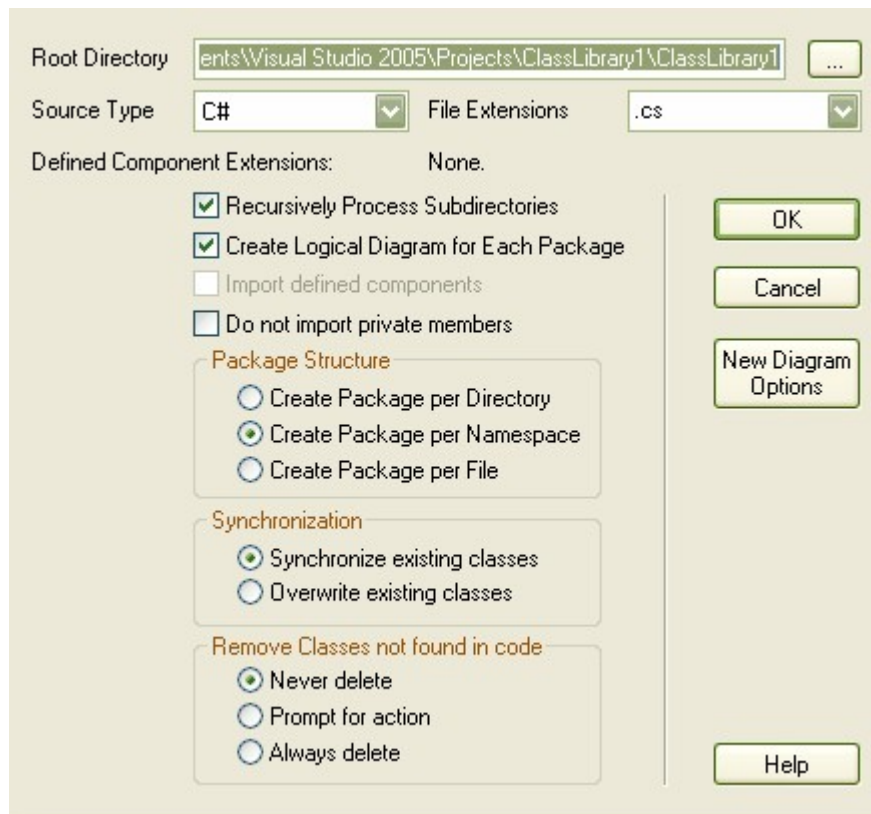 Root Directory ents\Visual Studio 2005\Projects\ClassLibrary1\ClassLibrary1 ...
Source Type C# File Extensions .cs
Defined Component Extensions: None.
Recursively Process Subdirectories
Create Logical Diagram for Each Package
Import defined components
Do not import private members
Package Structure
Create Package per Directory
Create Package per Namespace
Create Package per File
Synchronization
Synchronize existing classes
Overwrite existing classes
Remove Classes not found in code
Never delete
Prompt for action
Always delete
OK
Cancel
New Diagram
Options
Help